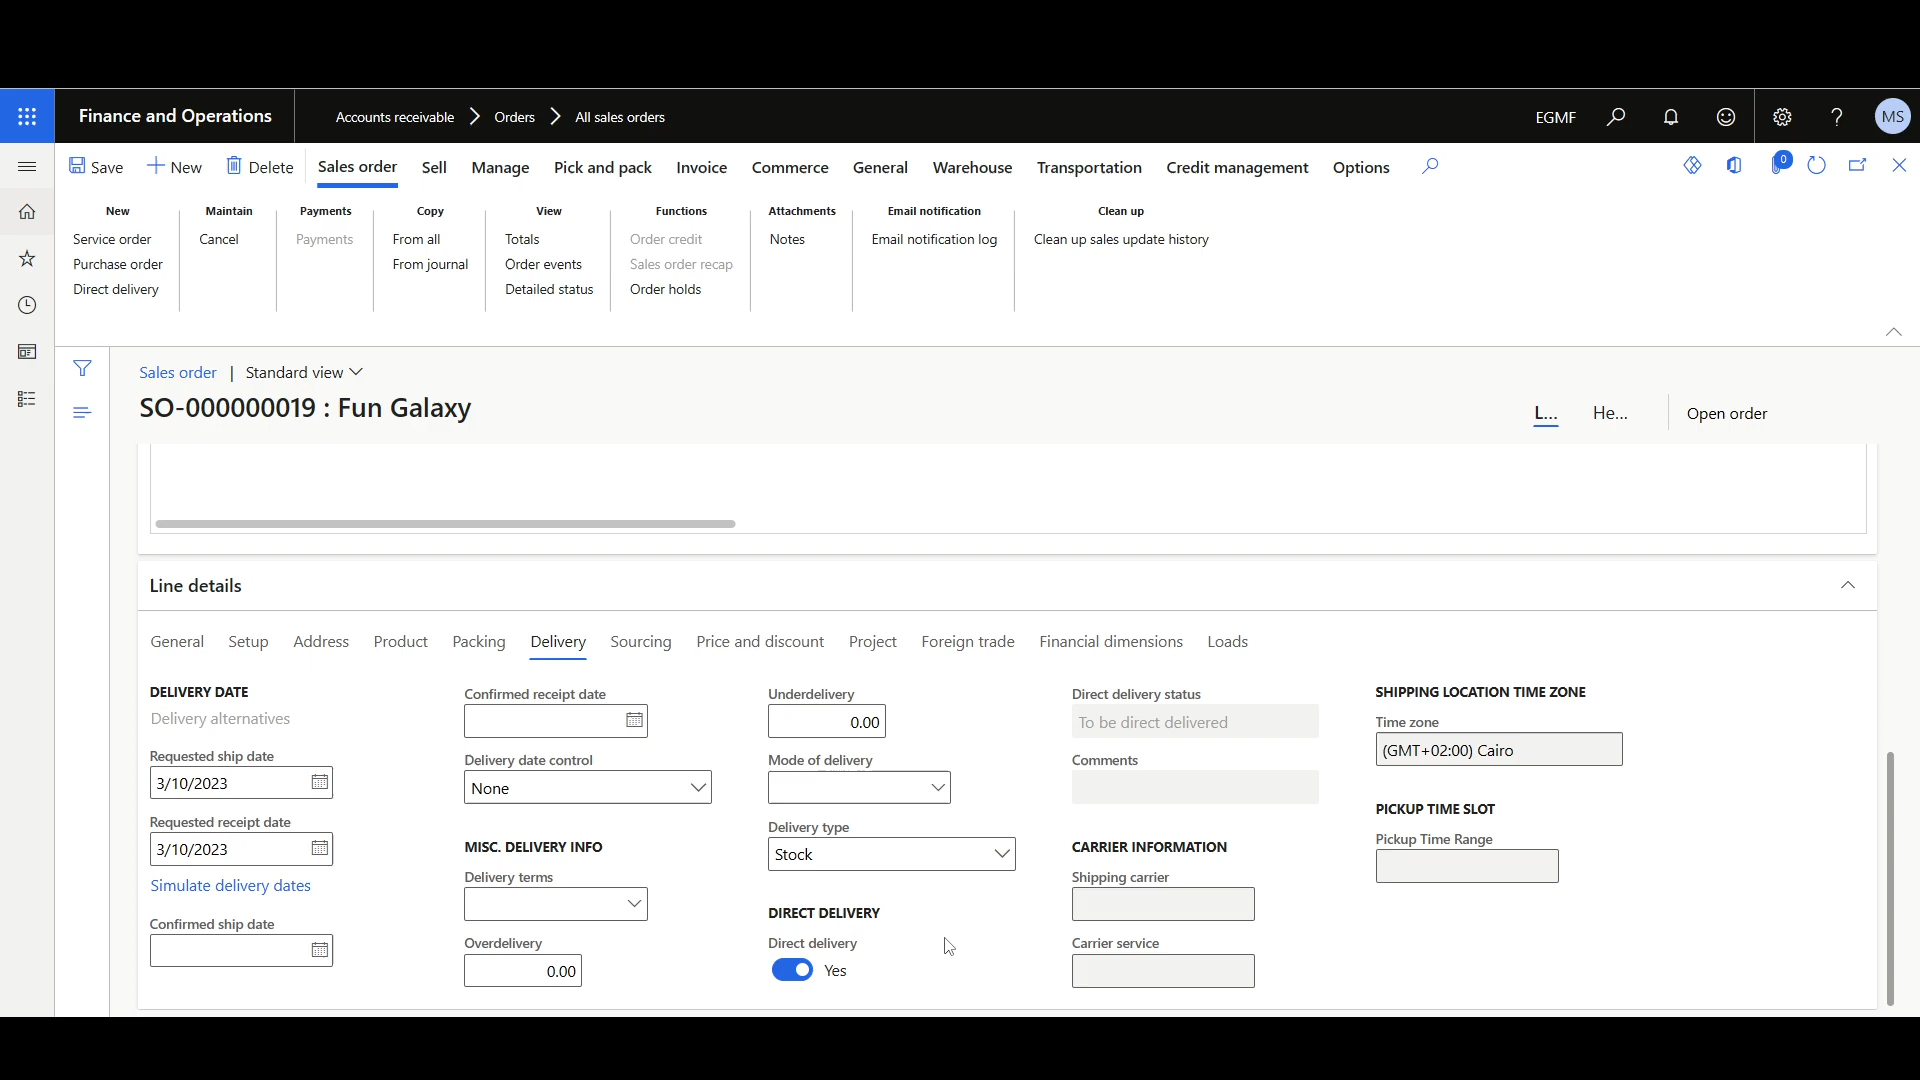 Finance and Operations
Accounts receivable
Orders
All sales orders
EGMF
MS
Save
New
Delete
Sales order
Sell
Manage
Pick and pack
Invoice
Commerce
General
Warehouse
Transportation
Credit management
Options
0
New
Service order
Purchase order
Direct delivery
Maintain
Cancel
Payments
Payments
Copy
From all
From journal
View
Totals
Order events
Detailed status
Functions
Order credit
Sales order recap
Order holds
Attachments
Notes
Email notification
Email notification log
Clean up
Clean up sales update history
Sales order | Standard view
SO-000000019 : Fun Galaxy
L...
He...
Open order
Line details
General
Setup
Address
Product
Packing
Delivery
Sourcing
Price and discount
Project
Foreign trade
Financial dimensions
Loads
DELIVERY DATE
Delivery alternatives
Requested ship date
3/10/2023
Requested receipt date
3/10/2023
Simulate delivery dates
Confirmed ship date
Confirmed receipt date
Delivery date control
None
MISC. DELIVERY INFO
Delivery terms
Overdelivery
0.00
Underdelivery
0.00
Mode of delivery
Delivery type
Stock
DIRECT DELIVERY
Direct delivery
Yes
Direct delivery status
To be direct delivered
Comments
CARRIER INFORMATION
Shipping carrier
Carrier service
SHIPPING LOCATION TIME ZONE
Time zone
(GMT+02:00) Cairo
PICKUP TIME SLOT
Pickup Time Range